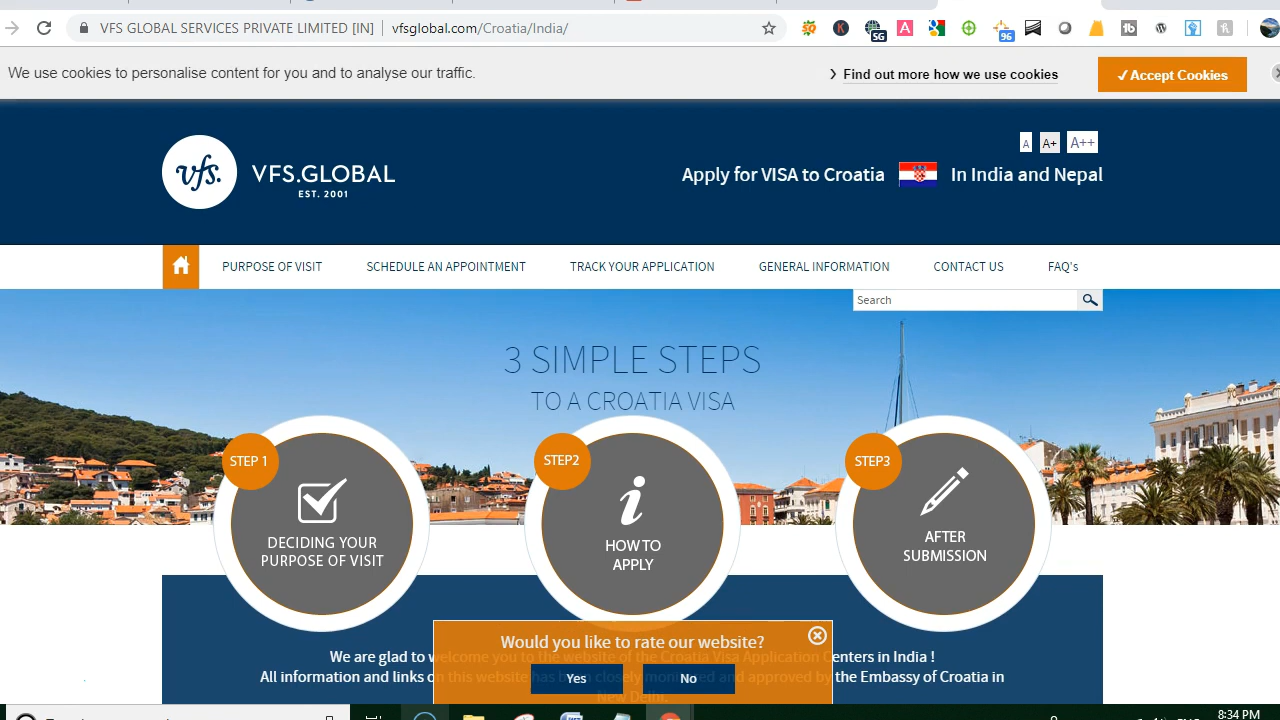 VFS GLOBAL SERVICES PRIVATE LIMITED [IN] | vfsglobal.com/Croatia/India/
SG
96
We use cookies to personalise content for you and to analyse our traffic.
Find out more how we use cookies
✓Accept Cookies
A A+ A++
vfs. VFS.GLOBAL
EST. 2001
Apply for VISA to Croatia In India and Nepal
PURPOSE OF VISIT SCHEDULE AN APPOINTMENT TRACK YOUR APPLICATION GENERAL INFORMATION CONTACT US FAQ's
Search
3 SIMPLE STEPS
TO A CROATIA VISA
STEP 1
DECIDING YOUR
PURPOSE OF VISIT
STEP2
HOW TO
APPLY
STEP3
AFTER
SUBMISSION
Would you like to rate our website?
Yes No
We are glad to welcome you to the website of the Croatia Visa Application Centers in India !
All information and links on this website has been closely monitored and approved by the Embassy of Croatia in
New Delhi.
8:34 PM